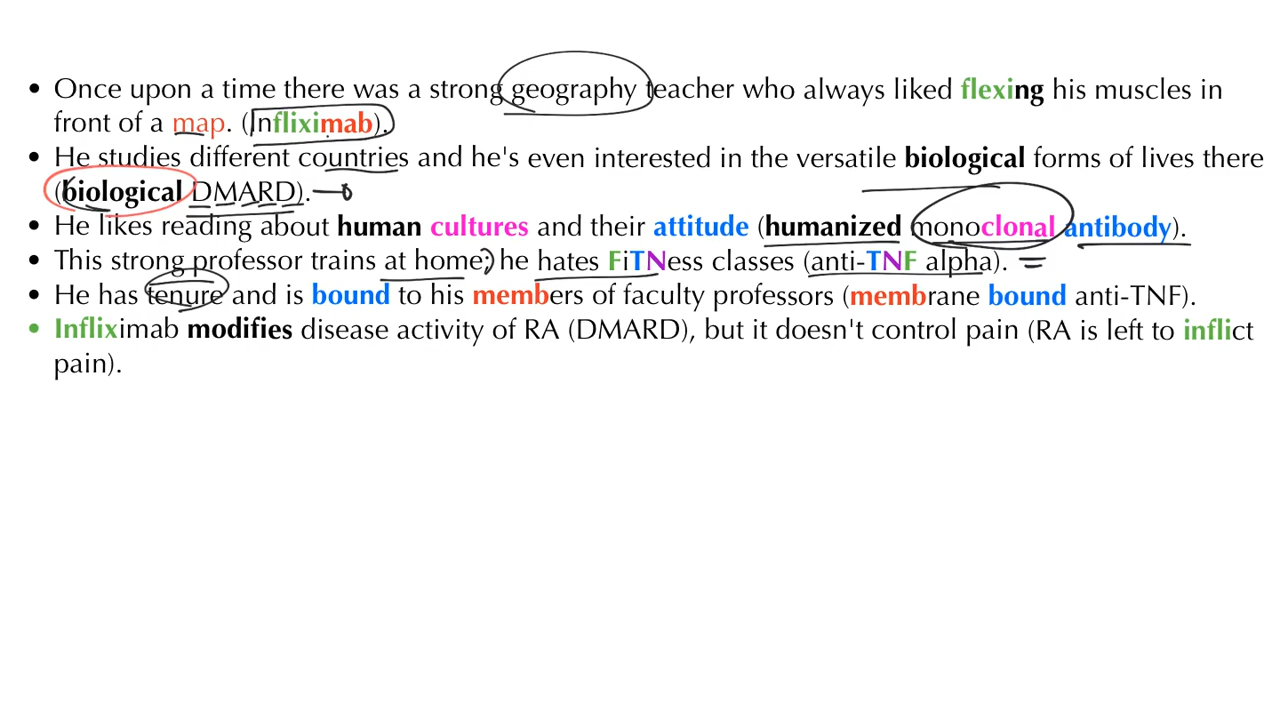 • Once upon a time there was a strong geography teacher who always liked flexing his muscles in
front of a map. (Infliximab).
• He studies different countries and he's even interested in the versatile biological forms of lives there
(biological DMARD).
• He likes reading about human cultures and their attitude (humanized monoclonal antibody).
• This strong professor trains at home; he hates FiTNess classes (anti-TNF alpha).
• He has tenure and is bound to his members of faculty professors (membrane bound anti-TNF).
• Infliximab modifies disease activity of RA (DMARD), but it doesn't control pain (RA is left to inflict
pain).